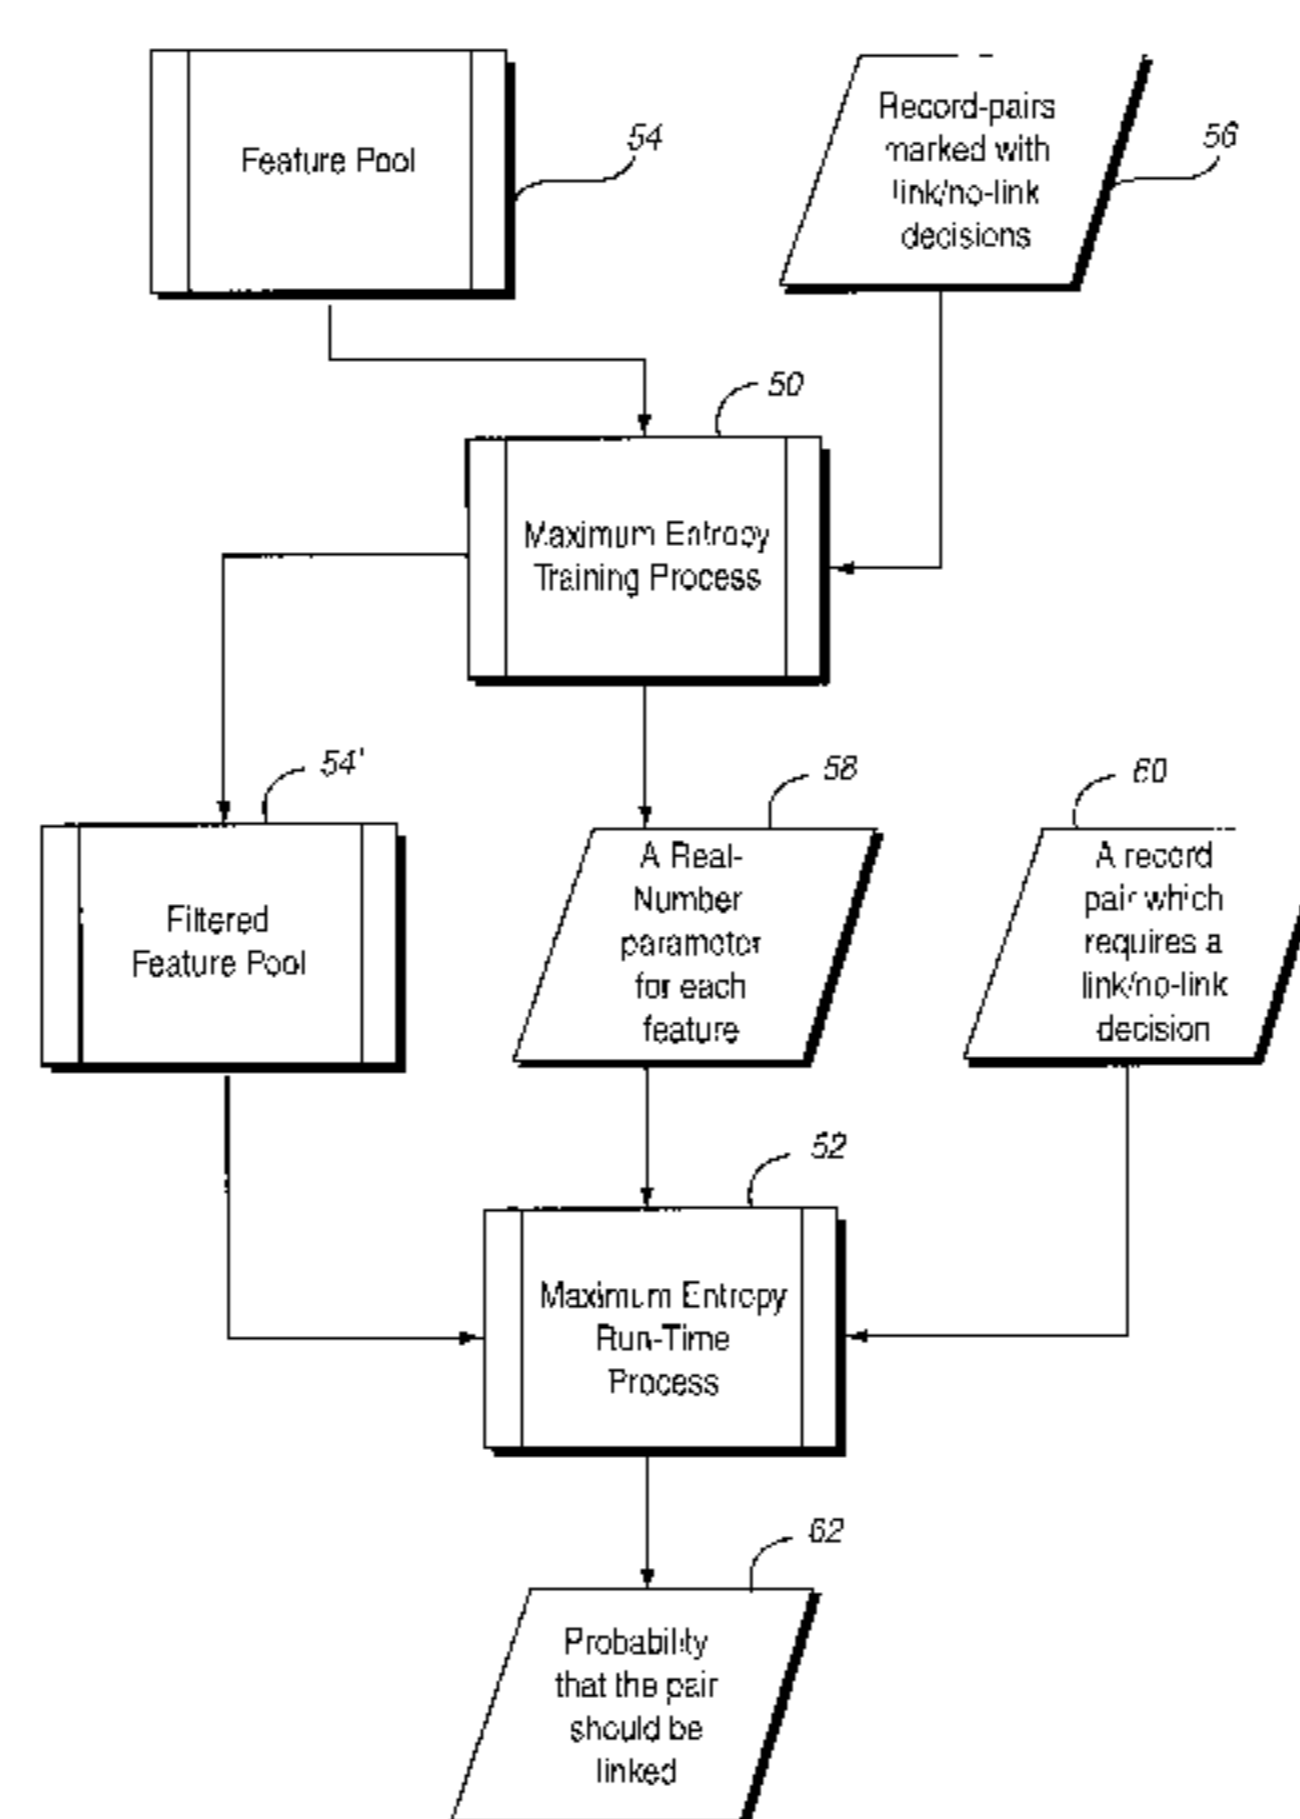 Feature Pool
54
Record-pairs
marked with
link/no-link
decisions
56
50
Maximum Entropy
Training Process
54'
Filtered
Feature Pool
58
A Real-
Number
parameter
for each
feature
60
A record
pair which
requires a
link/no-link
decision
52
Maximum Entropy
Run-Time
Process
62
Probability
that the pair
should be
linked